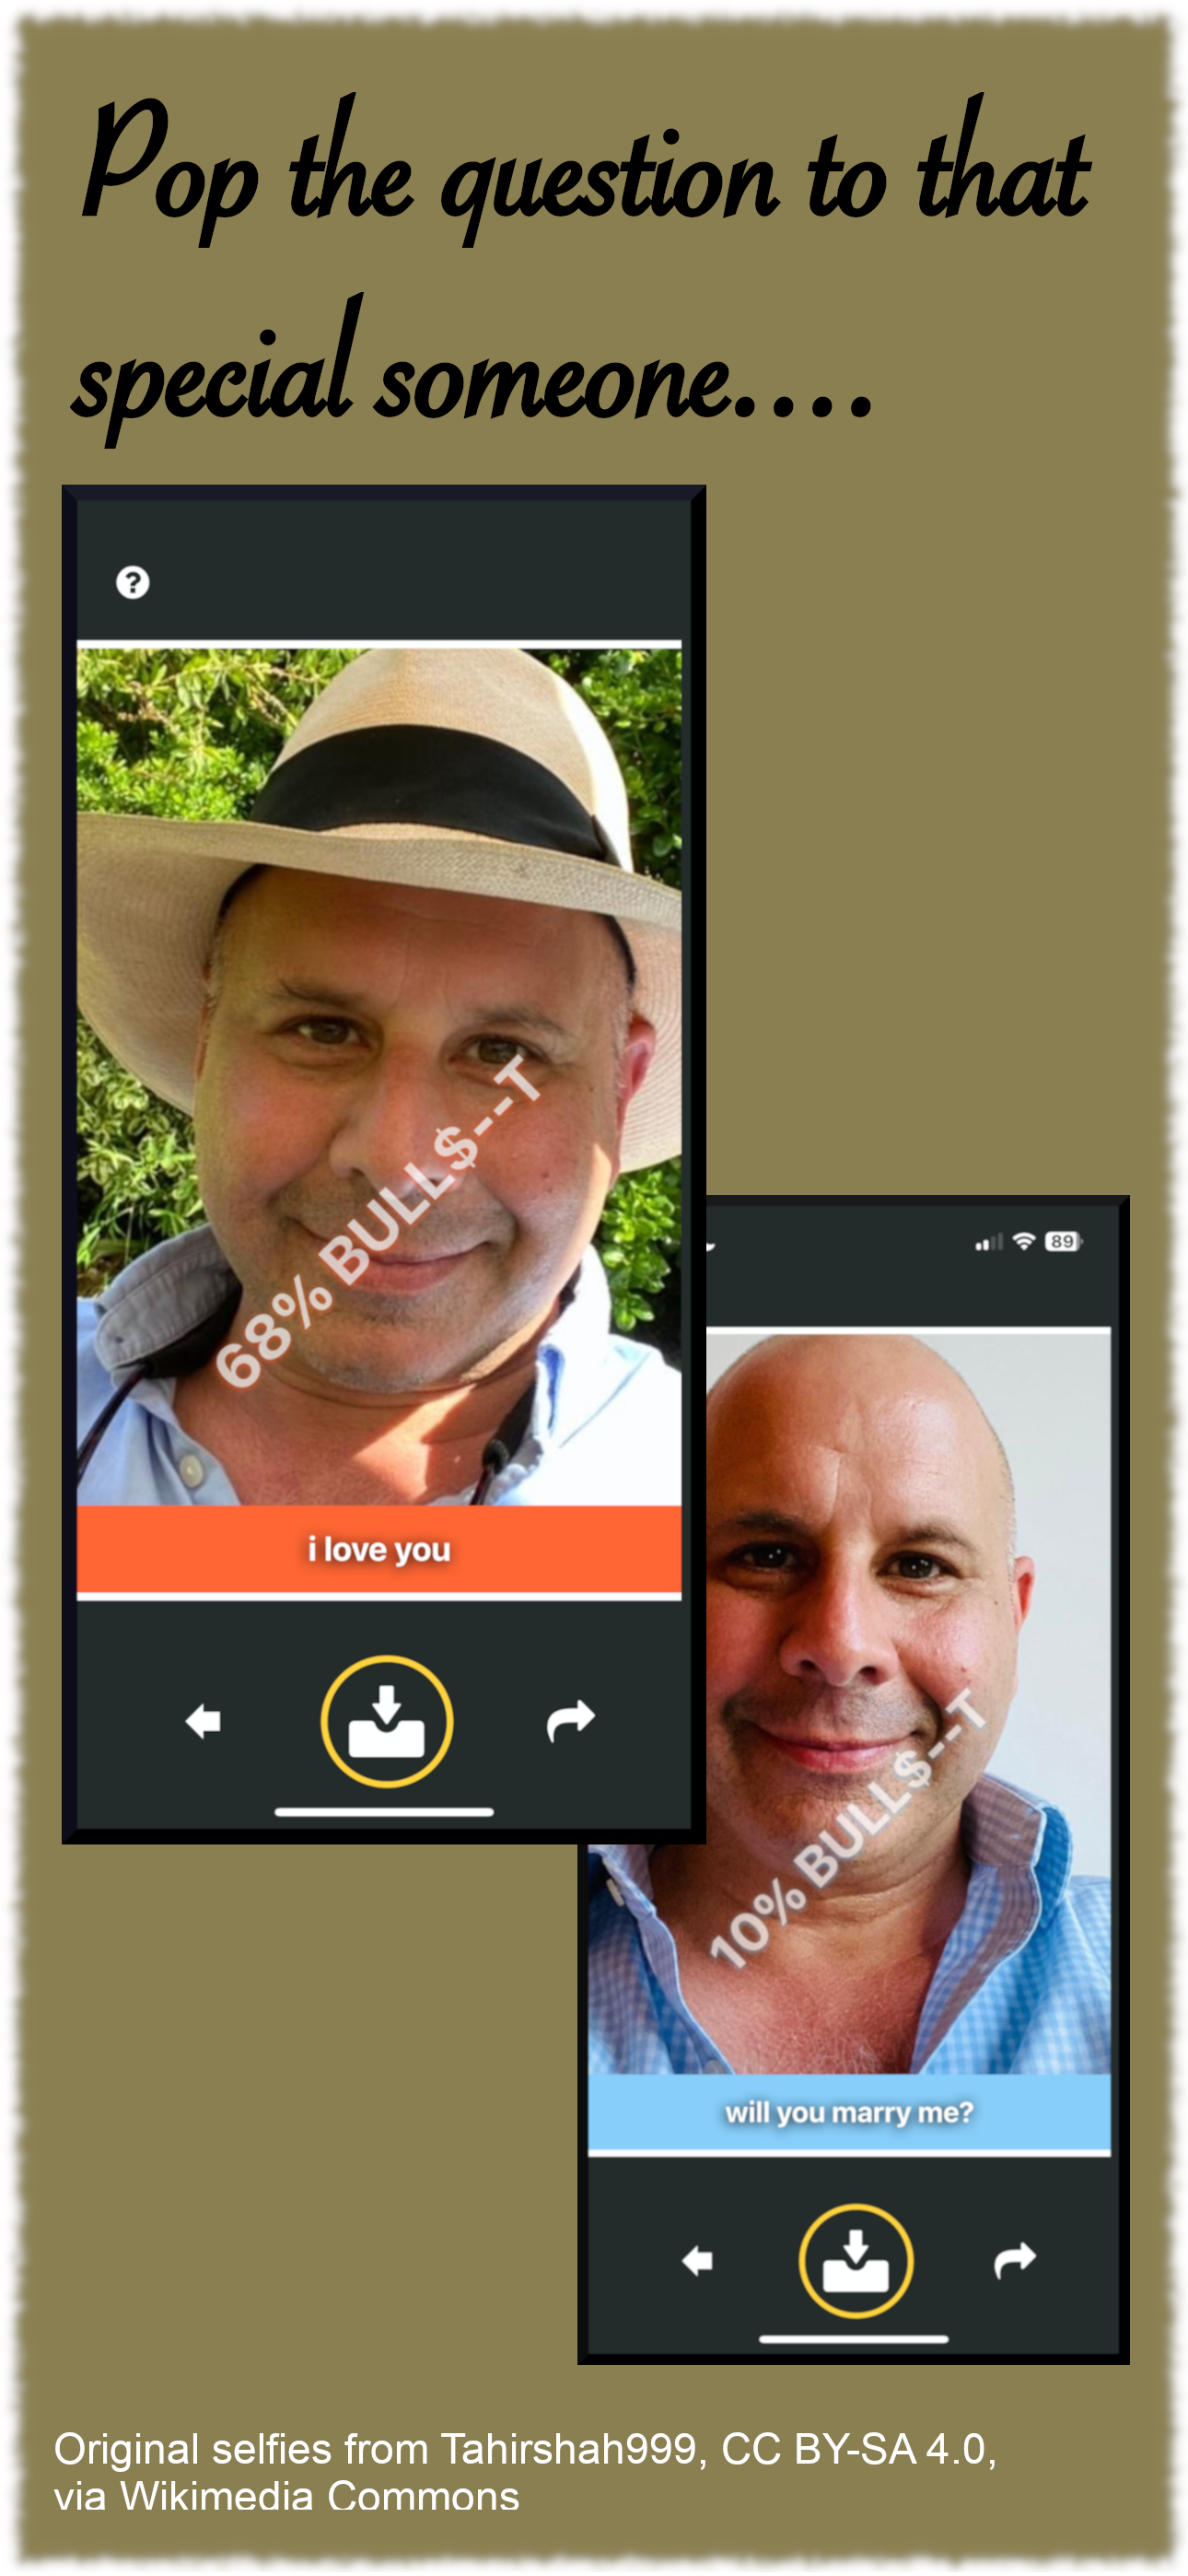 Pop the question to that
special someone....
?
68% BULL$--T
i love you
89
10% BULL$--T
will you marry me?
Original selfies from Tahirshah999, CC BY-SA 4.0,
via Wikimedia Commons